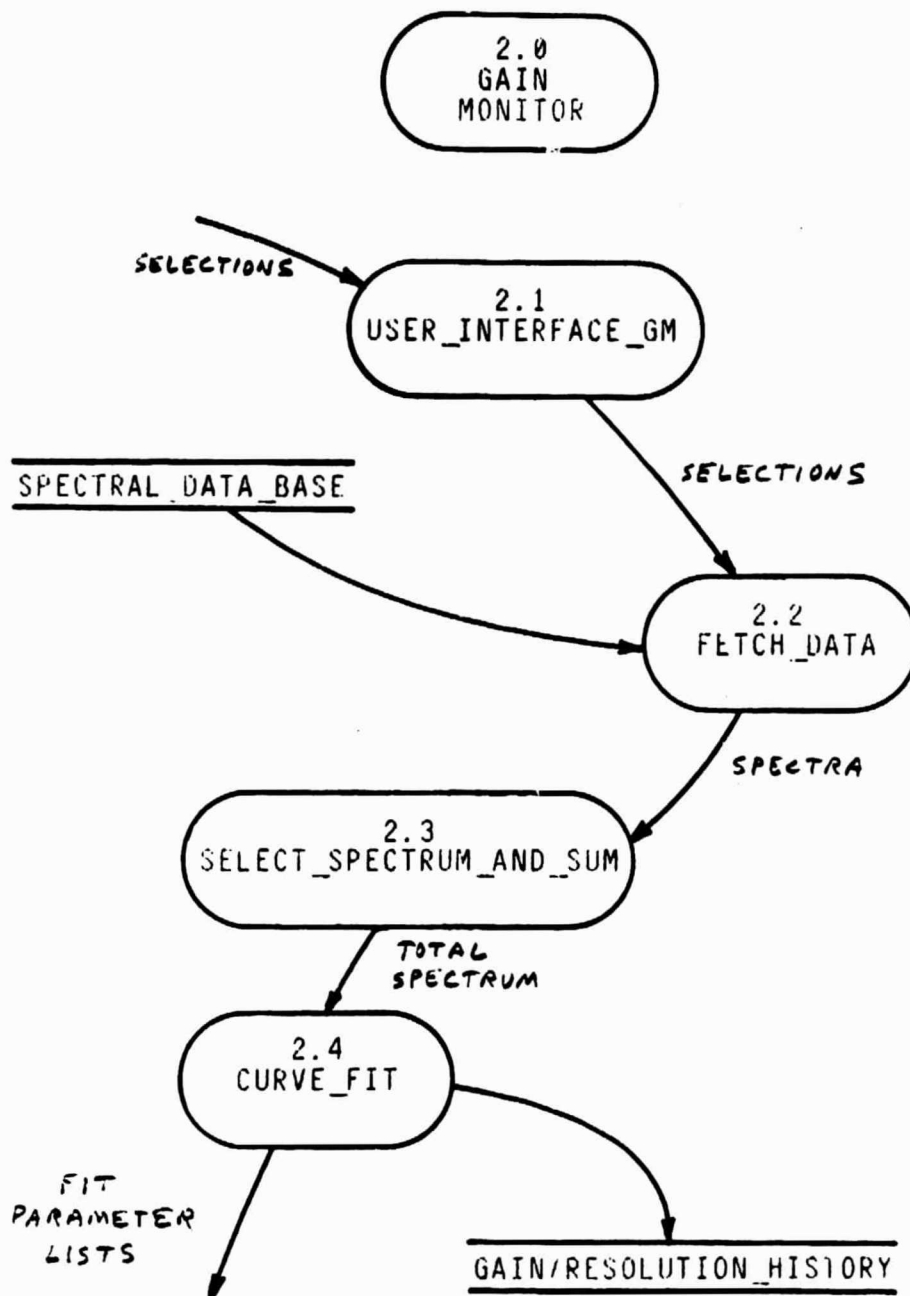 2.0
GAIN
MONITOR
SELECTIONS
2.1
USER_INTERFACE_GM
SELECTIONS
SPECTRAL_DATA_BASE
2.2
FETCH_DATA
SPECTRA
2.3
SELECT_SPECTRUM_AND_SUM
TOTAL
SPECTRUM
2.4
CURVE_FIT
FIT
PARAMETER
LISTS
GAIN/RESOLUTION_HISTORY